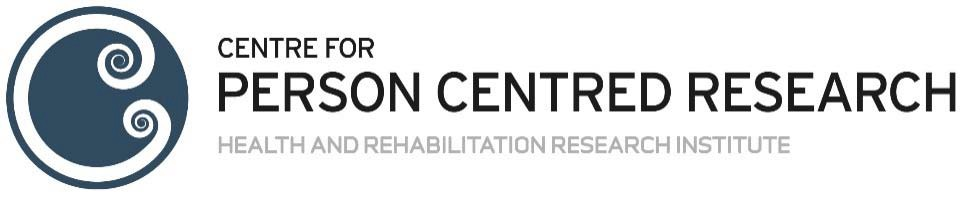 CENTRE FOR
PERSON CENTRED RESEARCH
HEALTH AND REHABILITATION RESEARCH INSTITUTE